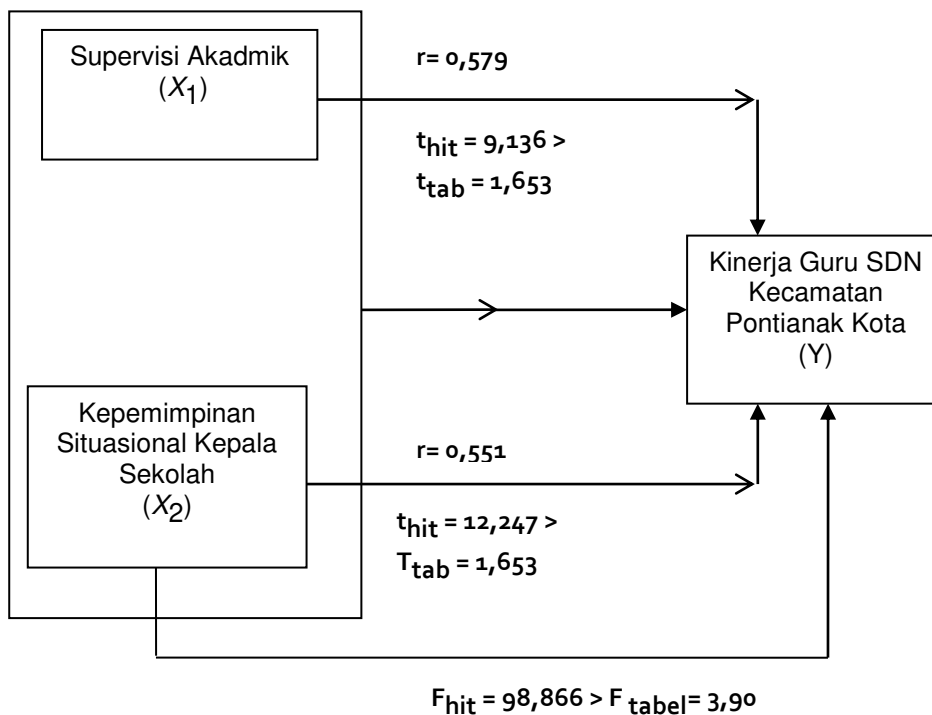 Supervisi Akadmik
(X1)
r= 0,579
thit = 9,136 >
ttab = 1,653
Kinerja Guru SDN
Kecamatan
Pontianak Kota
(Y)
Kepemimpinan
Situasional Kepala
Sekolah
(X2)
r= 0,551
thit = 12,247 >
Ttab = 1,653
Fhit = 98,866 > F tabel= 3,90